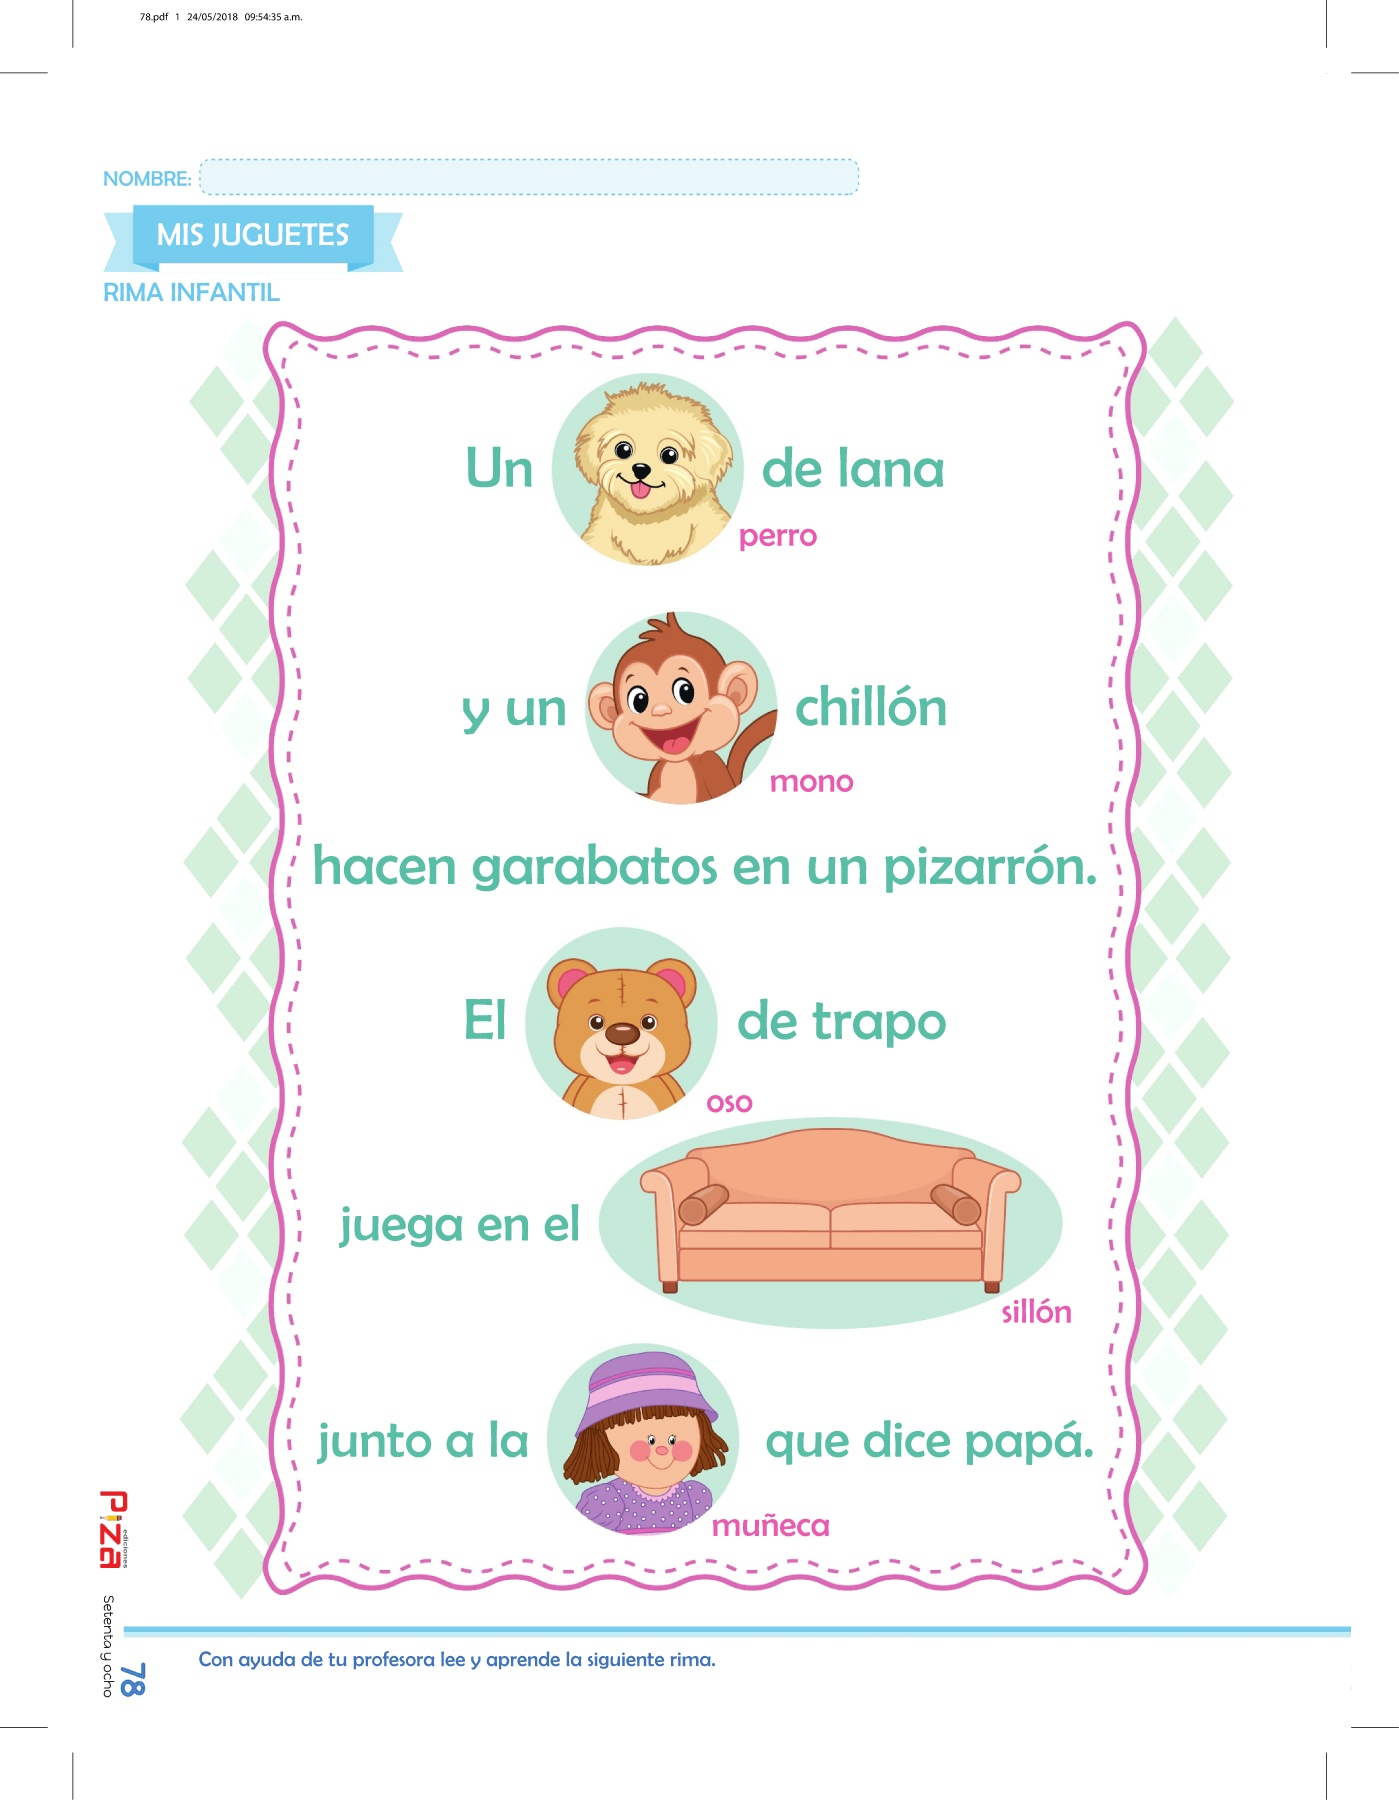 78.pdf 1 24/05/2018 09:54:35 a.m.
NOMBRE:
MIS JUGUETES
RIMA INFANTIL
Un de lana
perro
y un chillón
mono
hacen garabatos en un pizarrón.
El de trapo
oso
juega en el
sillón
junto a la que dice papá.
muñeca
Con ayuda de tu profesora lee y aprende la siguiente rima.
Piza ediciones
Setenta y ocho
78